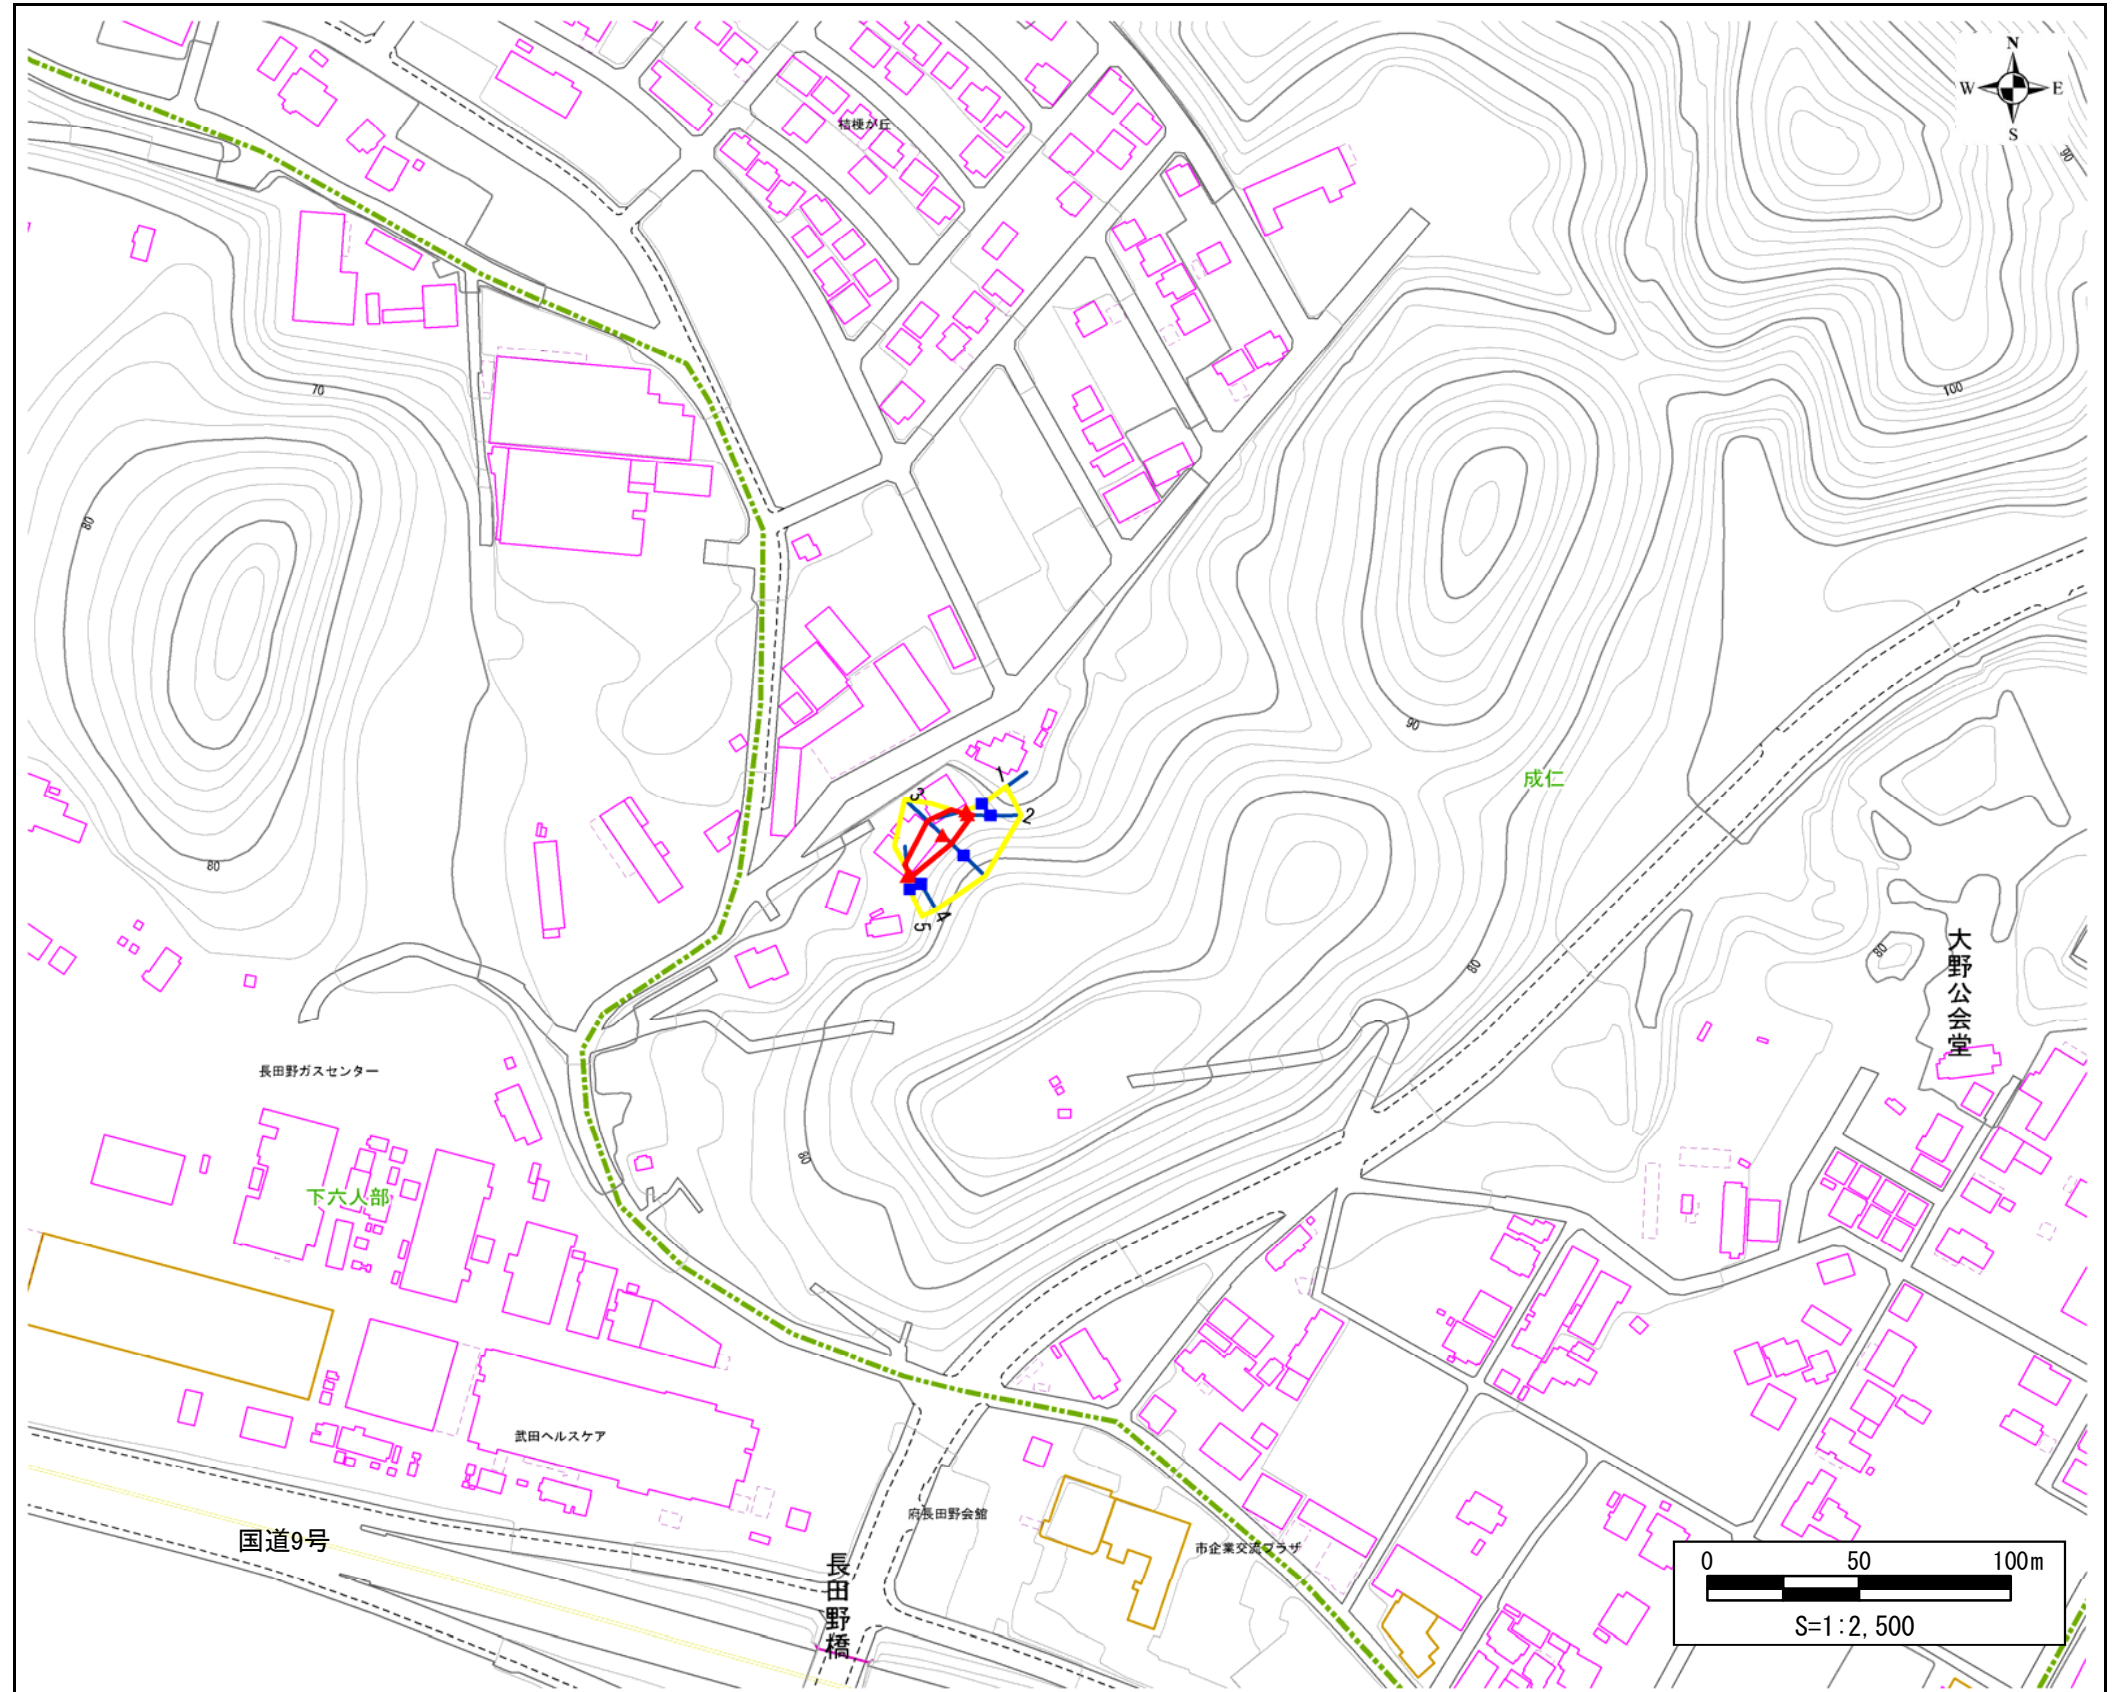 N
W
E
S
桔梗が丘
90
70
100
80
90
成仁
1
3
2
4
5
80
大野公会堂
80
80
長田野ガスセンター
80
下六人部
武田ヘルスケア
府長田野会館
国道9号
市企業交流プラザ
長田野橋
0 50 100m
S=1:2,500